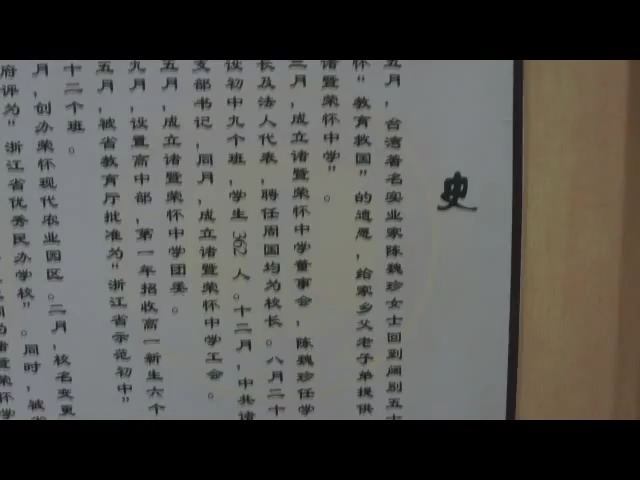 史
五月，台湾著名实业家陈魏珍女士回到阔别五十
怀"教育救国"的遗愿，给家乡父老子弟提供
诸暨荣怀中学"。
三月，成立诸暨荣怀中学董事会，陈魏珍任学
长及法人代表，聘任周国均为校长。八月二十
设初中九个班，学生362人。十二月，中共诸
支部书记，同月，成立诸暨荣怀中学工会。
五月，成立诸暨荣怀中学团委。
九月，设置高中部，第一年招收高一新生六个
五月，被省教育厅批准为"浙江省示范初中"
十二个班。
月，创办荣怀现代农业园区。二月，校名变更
府评为"浙江省优秀民办学校"。同时，被
诸暨荣怀学